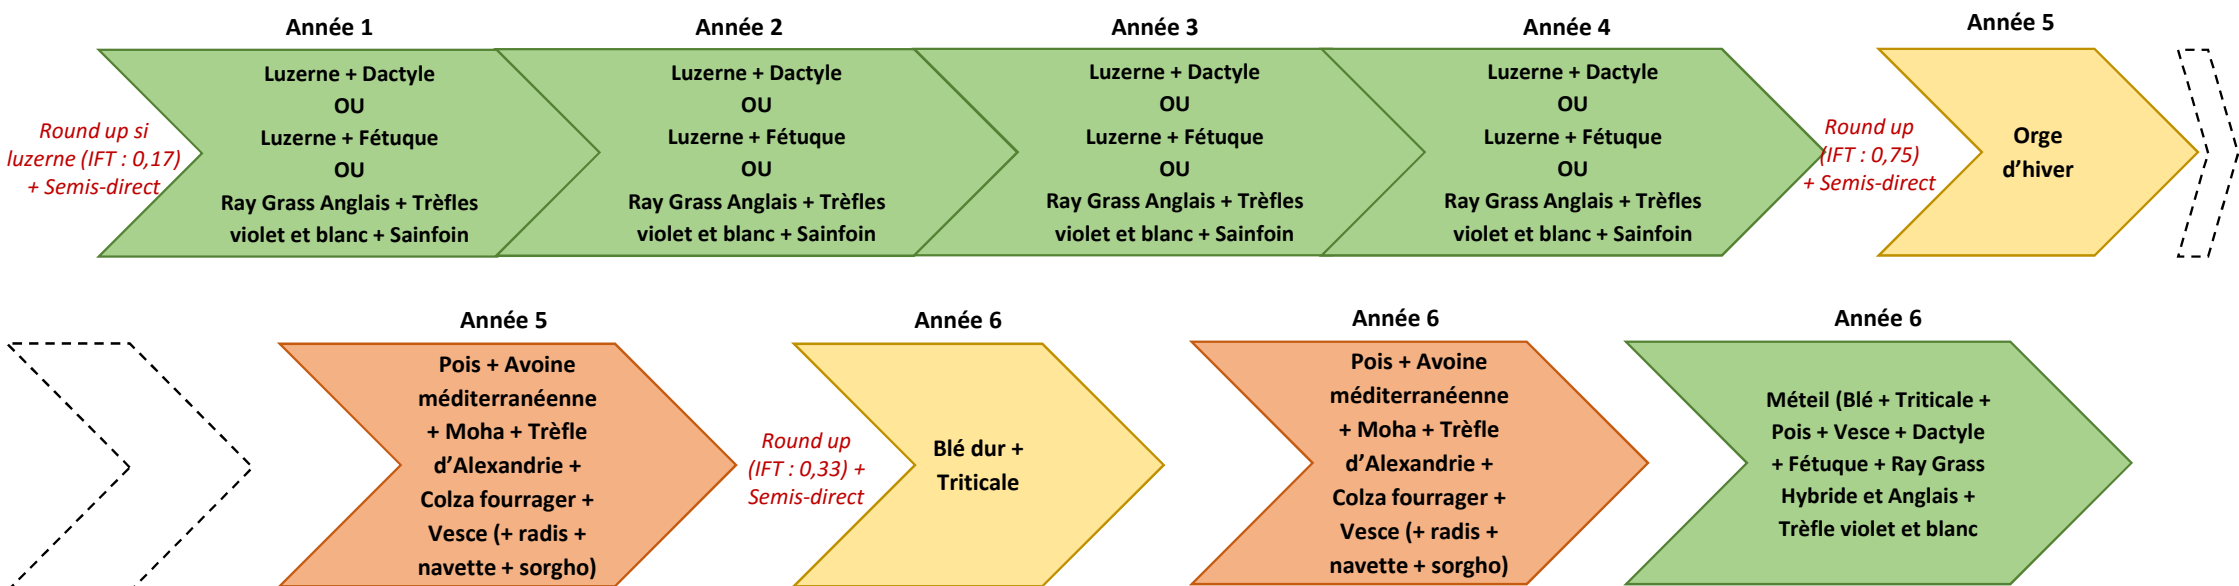 Année 1
Année 2
Année 3
Année 4
Année 5
Round up si
luzerne (IFT : 0,17)
+ Semis-direct
Luzerne + Dactyle
OU
Luzerne + Fétuque
OU
Ray Grass Anglais + Trèfles
violet et blanc + Sainfoin
Luzerne + Dactyle
OU
Luzerne + Fétuque
OU
Ray Grass Anglais + Trèfles
violet et blanc + Sainfoin
Luzerne + Dactyle
OU
Luzerne + Fétuque
OU
Ray Grass Anglais + Trèfles
violet et blanc + Sainfoin
Luzerne + Dactyle
OU
Luzerne + Fétuque
OU
Ray Grass Anglais + Trèfles
violet et blanc + Sainfoin
Round up
(IFT : 0,75)
+ Semis-direct
Orge
d’hiver
Année 5
Année 6
Année 6
Année 6
Pois + Avoine
méditerranéenne
+ Moha + Trèfle
d’Alexandrie +
Colza fourrager +
Vesce (+ radis +
navette + sorgho)
Round up
(IFT : 0,33) +
Semis-direct
Blé dur +
Triticale
Pois + Avoine
méditerranéenne
+ Moha + Trèfle
d’Alexandrie +
Colza fourrager +
Vesce (+ radis +
navette + sorgho)
Méteil (Blé + Triticale +
Pois + Vesce + Dactyle
+ Fétuque + Ray Grass
Hybride et Anglais +
Trèfle violet et blanc